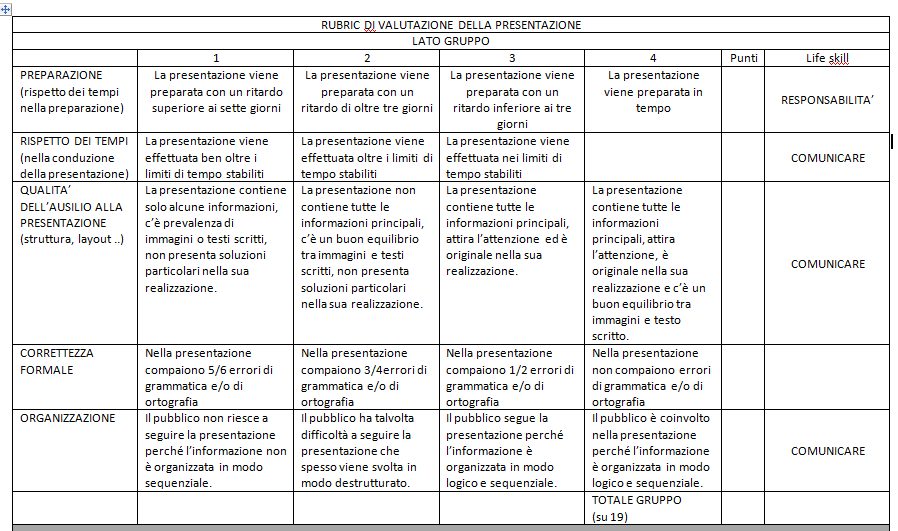 RUBRIC DI VALUTAZIONE DELLA PRESENTAZIONE
LATO GRUPPO
1 2 3 4 Punti Life skill
PREPARAZIONE
(rispetto dei tempi
nella preparazione)
La presentazione viene
preparata con un ritardo
superiore ai sette giorni
La presentazione viene
preparata con un
ritardo di oltre tre giorni
La presentazione viene
preparata con un
ritardo inferiore ai tre
giorni
La presentazione
viene preparata in
tempo
RESPONSABILITA’
RISPETTO DEI TEMPI
(nella conduzione
della presentazione)
La presentazione viene
effettuata ben oltre i
limiti di tempo stabiliti
La presentazione viene
effettuata oltre i limiti di
tempo stabiliti
La presentazione viene
effettuata nei limiti di
tempo stabiliti
COMUNICARE
QUALITA’
DELL’AUSILIO ALLA
PRESENTAZIONE
(struttura, layout ..)
La presentazione contiene
solo alcune informazioni,
c’è prevalenza di
immagini o testi scritti,
non presenta soluzioni
particolari nella sua
realizzazione.
La presentazione non
contiene tutte le
informazioni principali,
c’è un buon equilibrio
tra immagini e testi
scritti, non presenta
soluzioni particolari
nella sua realizzazione.
La presentazione
contiene tutte le
informazioni principali,
attira l’attenzione ed è
originale nella sua
realizzazione.
La presentazione
contiene tutte le
informazioni
principali, attira
l’attenzione, è
originale nella sua
realizzazione e c’è un
buon equilibrio tra
immagini e testo
scritto.
COMUNICARE
CORRETTEZZA
FORMALE
Nella presentazione
compaiono 5/6 errori di
grammatica e/o di
ortografia
Nella presentazione
compaiono 3/4errori di
grammatica e/o di
ortografia
Nella presentazione
compaiono 1/2 errori di
grammatica e/o di
ortografia
Nella presentazione
non compaiono errori
di grammatica e/o di
ortografia
ORGANIZZAZIONE
Il pubblico non riesce a
seguire la presentazione
perché l’informazione non
è organizzata in modo
sequenziale.
Il pubblico ha talvolta
difficoltà a seguire la
presentazione che
spesso viene svolta in
modo destrutturato.
Il pubblico segue la
presentazione perché
l’informazione è
organizzata in modo
logico e sequenziale.
Il pubblico è coinvolto
nella presentazione
perché l’informazione
è organizzata in modo
logico e sequenziale.
COMUNICARE
TOTALE GRUPPO
(su 19)